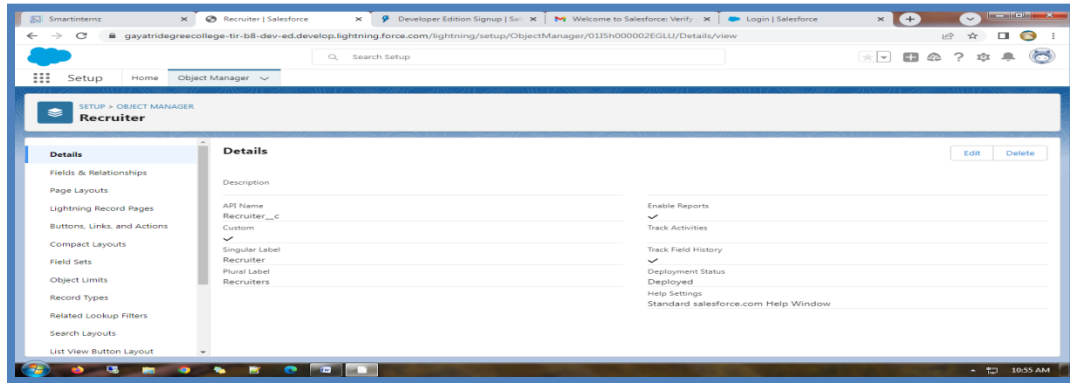 Smartinternz
Recruiter | Salesforce
Developer Edition Signup | Sal
Welcome to Salesforce: Verify
Login | Salesforce
gayatridegreecollege-tir-b8-dev-ed.develop.lightning.force.com/lightning/setup/ObjectManager/01I5h000002EGLU/Details/view
Search Setup
Setup Home Object Manager
SETUP > OBJECT MANAGER
Recruiter
Details
Fields & Relationships
Page Layouts
Lightning Record Pages
Buttons, Links, and Actions
Compact Layouts
Field Sets
Object Limits
Record Types
Related Lookup Filters
Search Layouts
List View Button Layout
Details
Edit Delete
Description
API Name
Recruiter__c
Custom
Singular Label
Recruiter
Plural Label
Recruiters
Enable Reports
Track Activities
Track Field History
Deployment Status
Deployed
Help Settings
Standard salesforce.com Help Window
10:55 AM